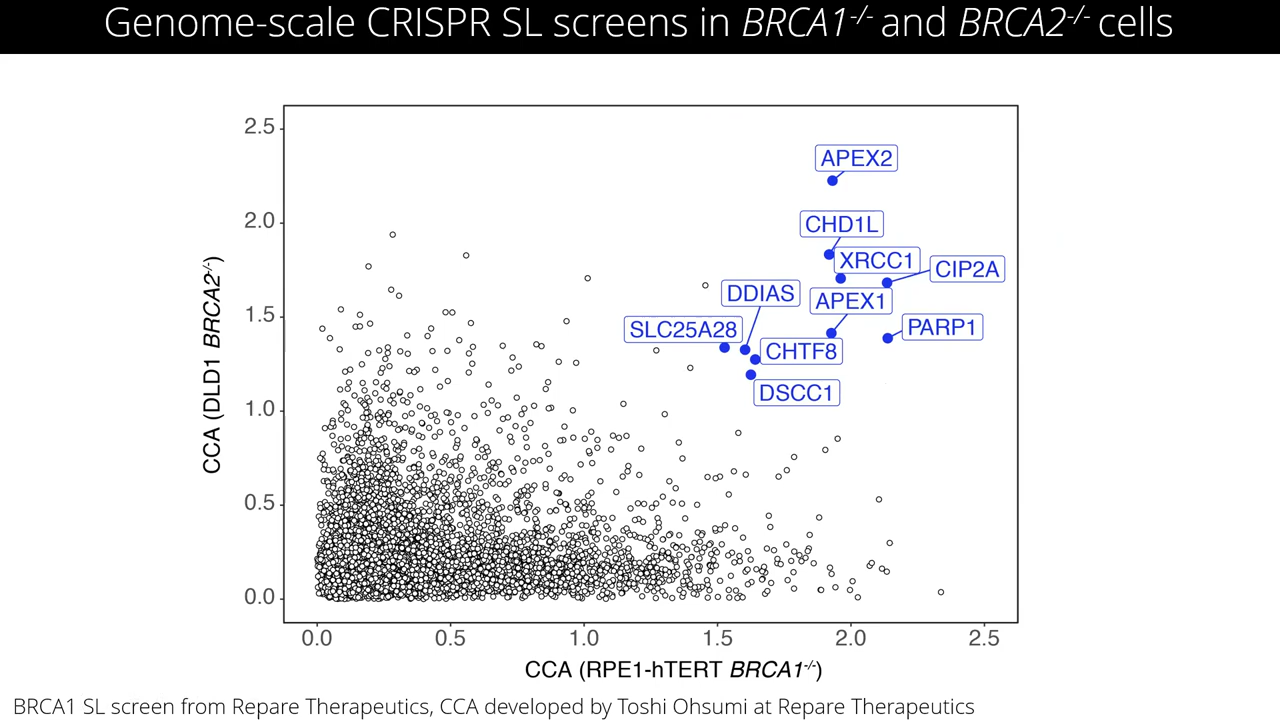 Genome-scale CRISPR SL screens in BRCA1-/- and BRCA2-/- cells
2.5
2.0
1.5
1.0
0.5
0.0
CCA (DLD1 BRCA2-/-)
APEX2
CHD1L
XRCC1
CIP2A
DDIAS
APEX1
SLC25A28
PARP1
CHTF8
DSCC1
0.0 0.5 1.0 1.5 2.0 2.5
CCA (RPE1-hTERT BRCA1-/-)
BRCA1 SL screen from Repare Therapeutics, CCA developed by Toshi Ohsumi at Repare Therapeutics